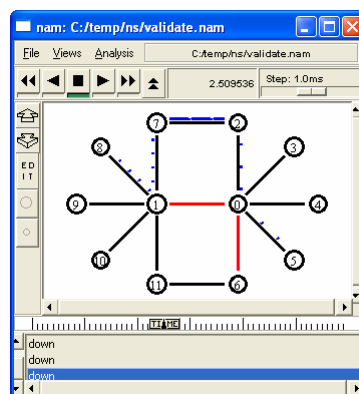 nam: C:/temp/ns/validate.nam
File Views Analysis C:/temp/ns/validate.nam
2.509536 Step: 1.0ms
7 2
8 3
ED
IT
9 1 0 4
10 5
11 6
TIME
down
down
down